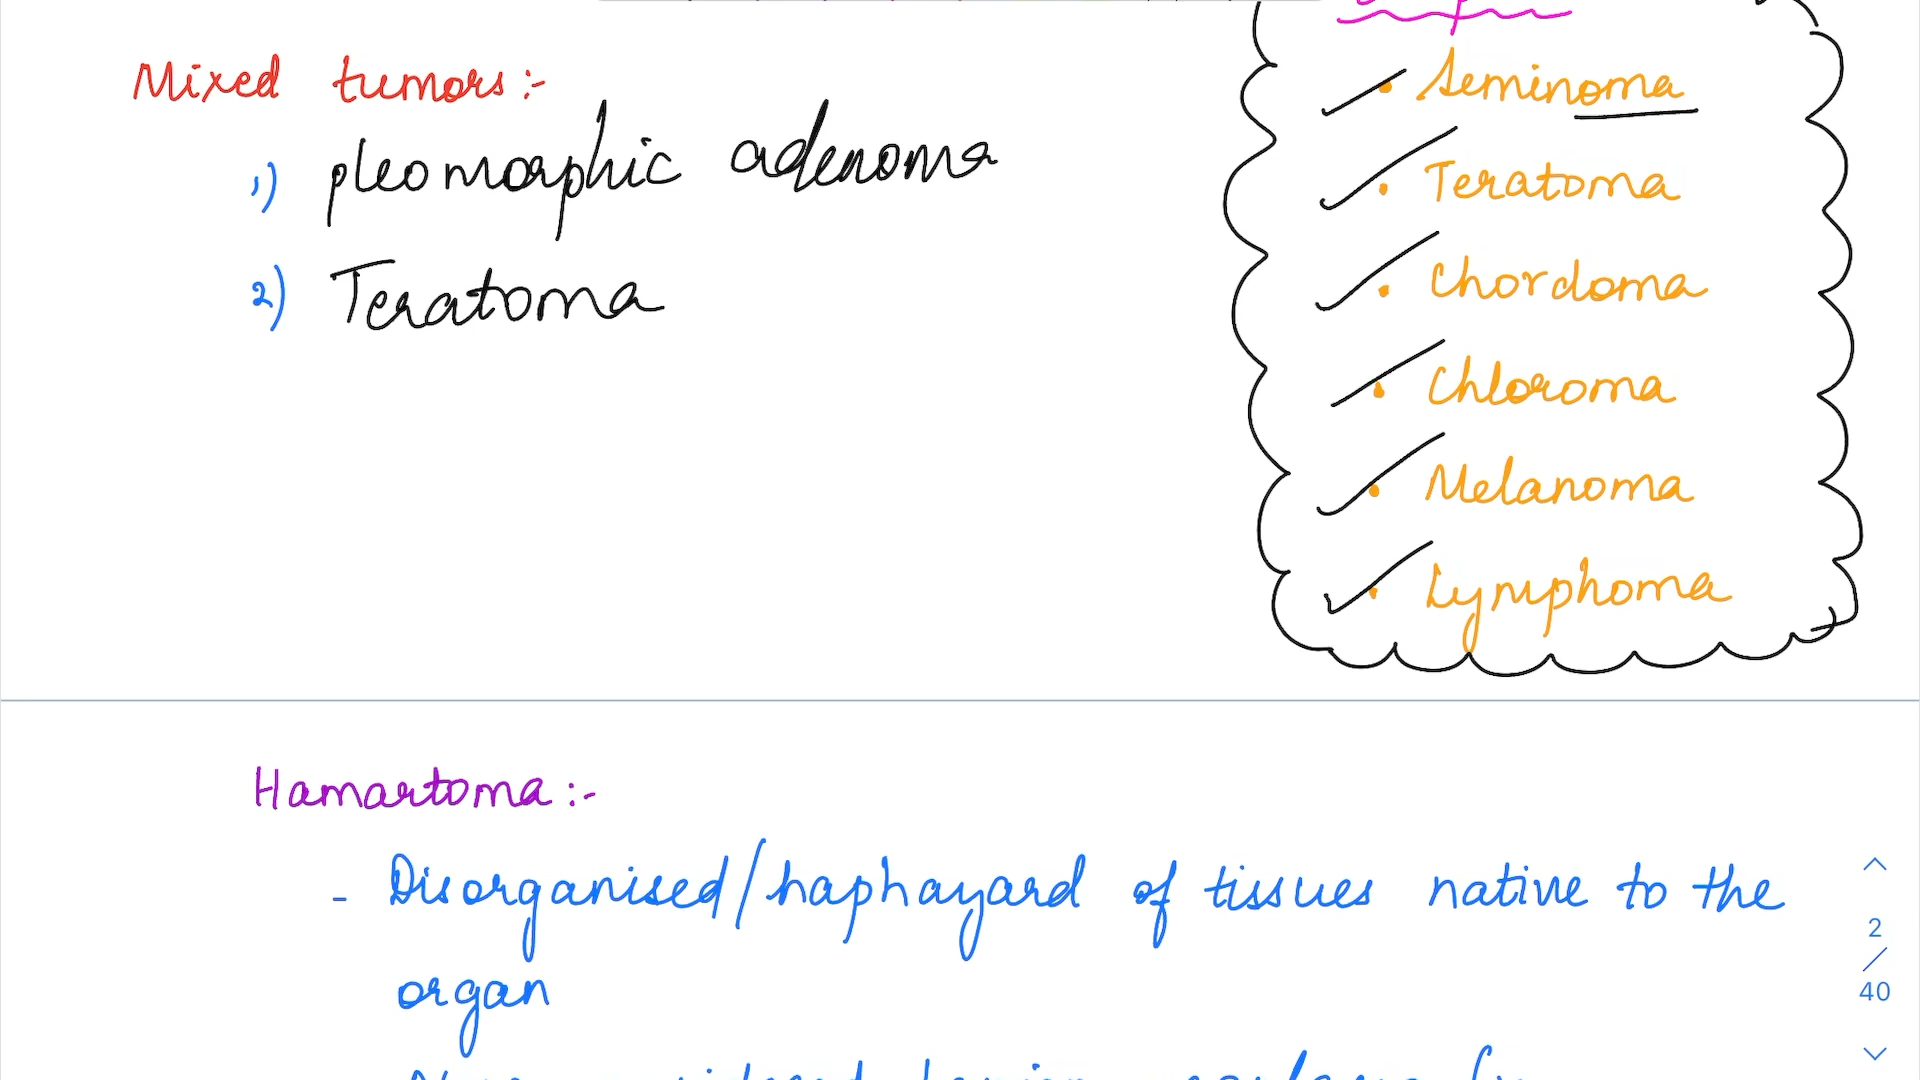 Mixed tumors :-
1) pleomorphic adenoma
2) Teratoma
• Seminoma
• Teratoma
• Chordoma
• Chloroma
• Melanoma
• Lymphoma
Hamartoma :-
- Disorganised/haphayard of tissues native to the
organ
2
/
40